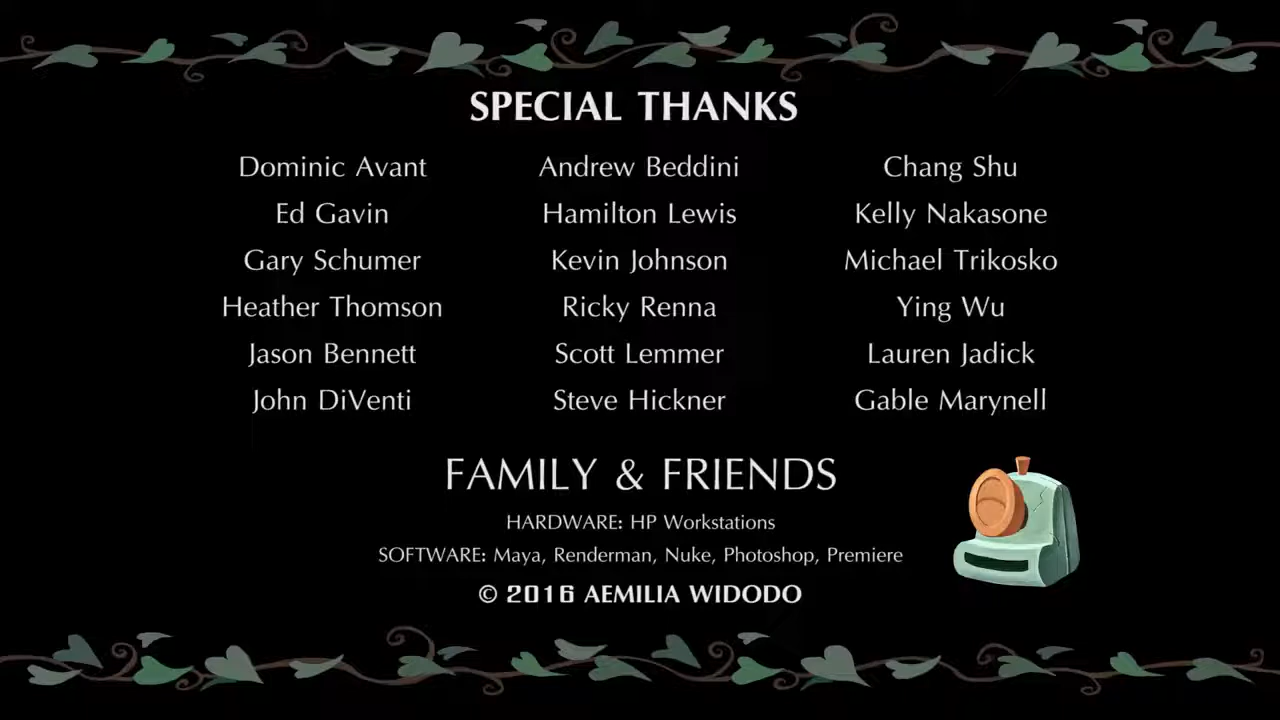 SPECIAL THANKS
Dominic Avant
Andrew Beddini
Chang Shu
Ed Gavin
Hamilton Lewis
Kelly Nakasone
Gary Schumer
Kevin Johnson
Michael Trikosko
Heather Thomson
Ricky Renna
Ying Wu
Jason Bennett
Scott Lemmer
Lauren Jadick
John DiVenti
Steve Hickner
Gable Marynell
FAMILY & FRIENDS
HARDWARE: HP Workstations
SOFTWARE: Maya, Renderman, Nuke, Photoshop, Premiere
© 2016 AEMILIA WIDODO